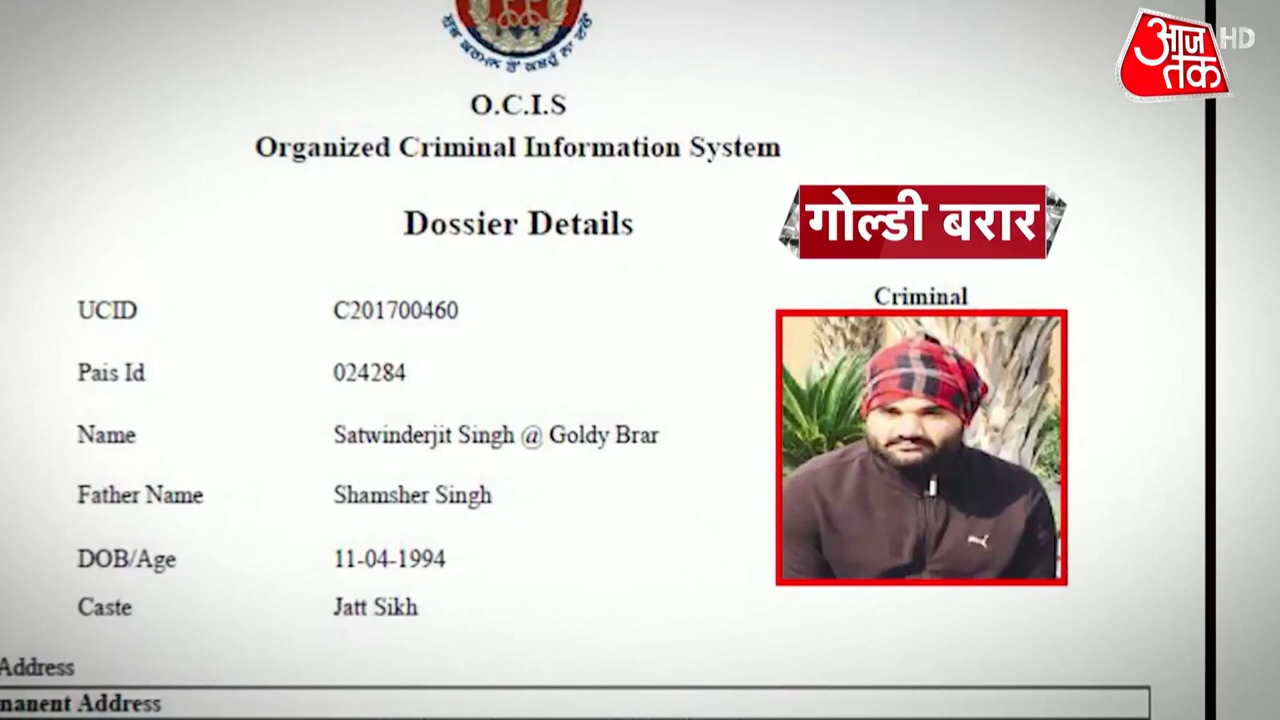 आज तक HD
O.C.I.S
Organized Criminal Information System
Dossier Details
गोल्डी बरार
Criminal
UCID C201700460
Pais Id 024284
Name Satwinderjit Singh @ Goldy Brar
Father Name Shamsher Singh
DOB/Age 11-04-1994
Caste Jatt Sikh
Address
manent Address